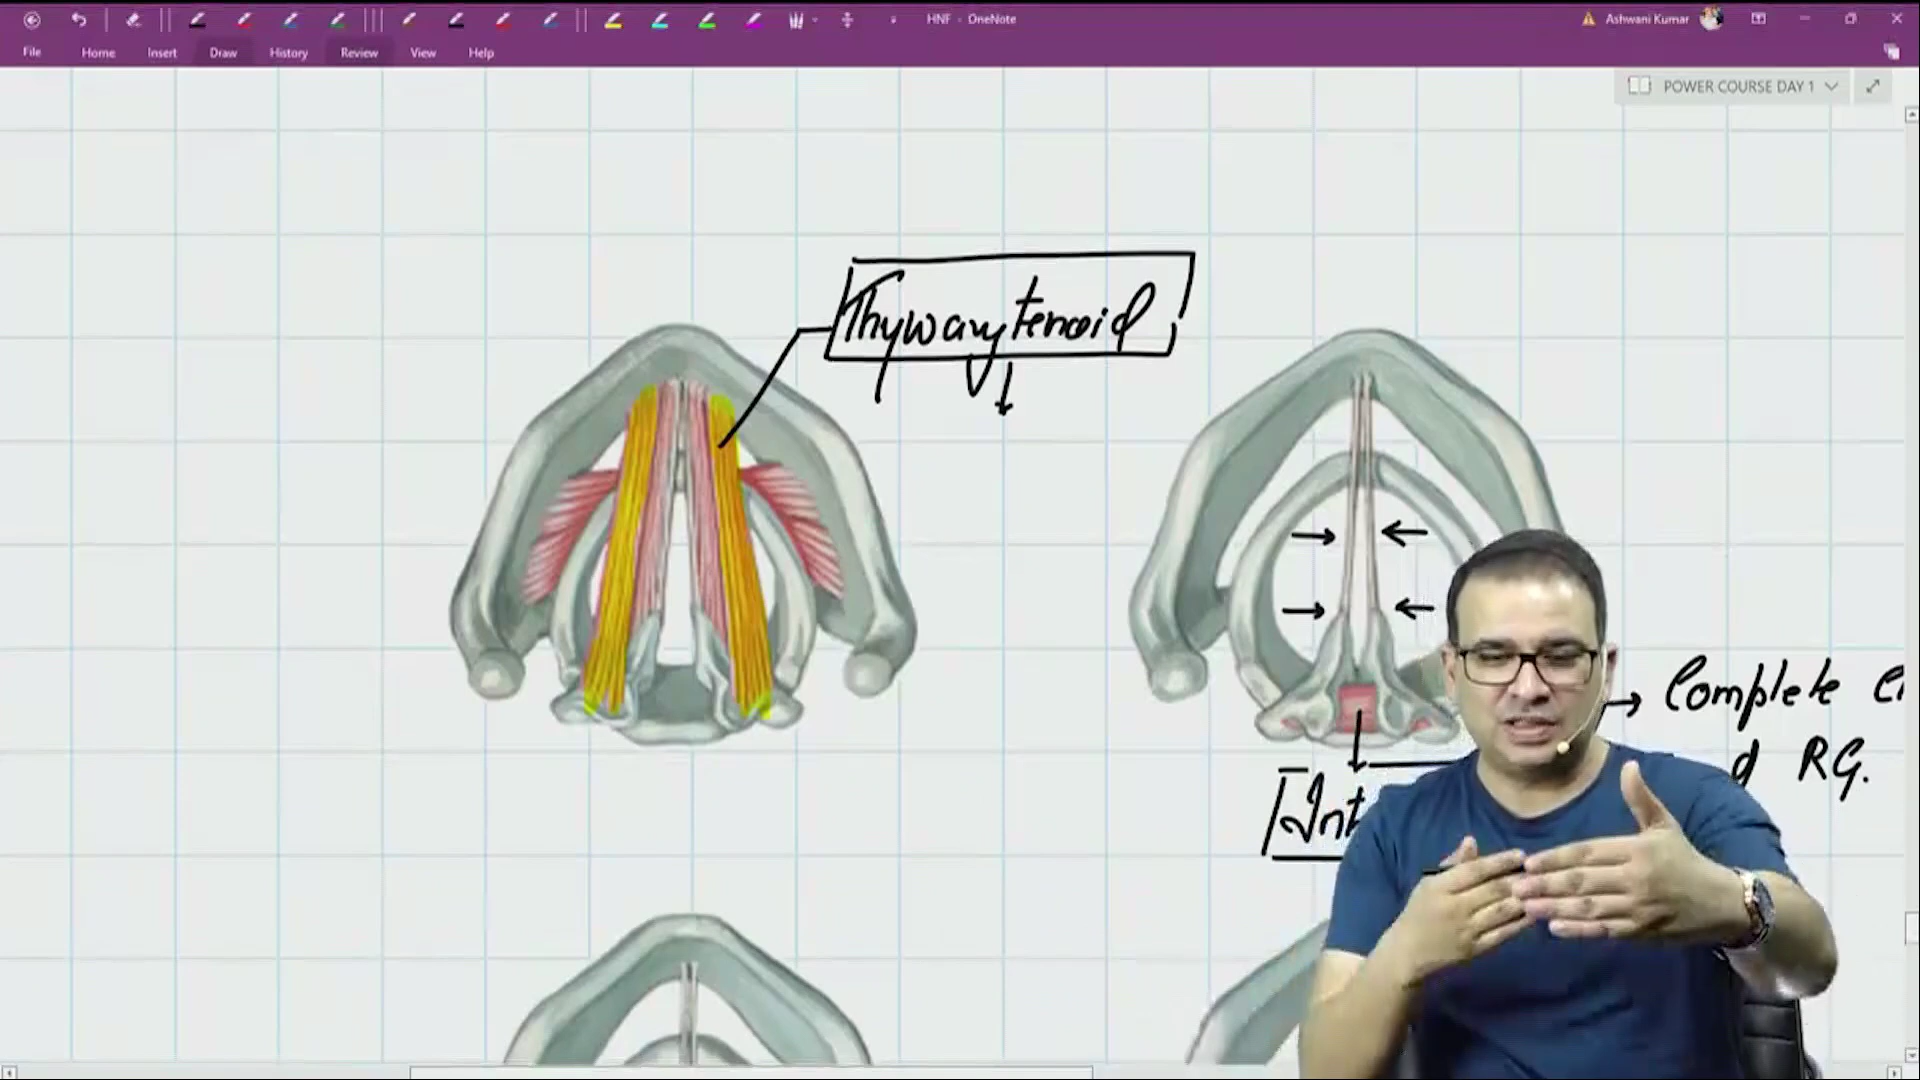 HNF - OneNote
Ashwani Kumar
File Home Insert Draw History Review View Help
POWER COURSE DAY 1
Thyroarytenoid
Complete
RG.
Int